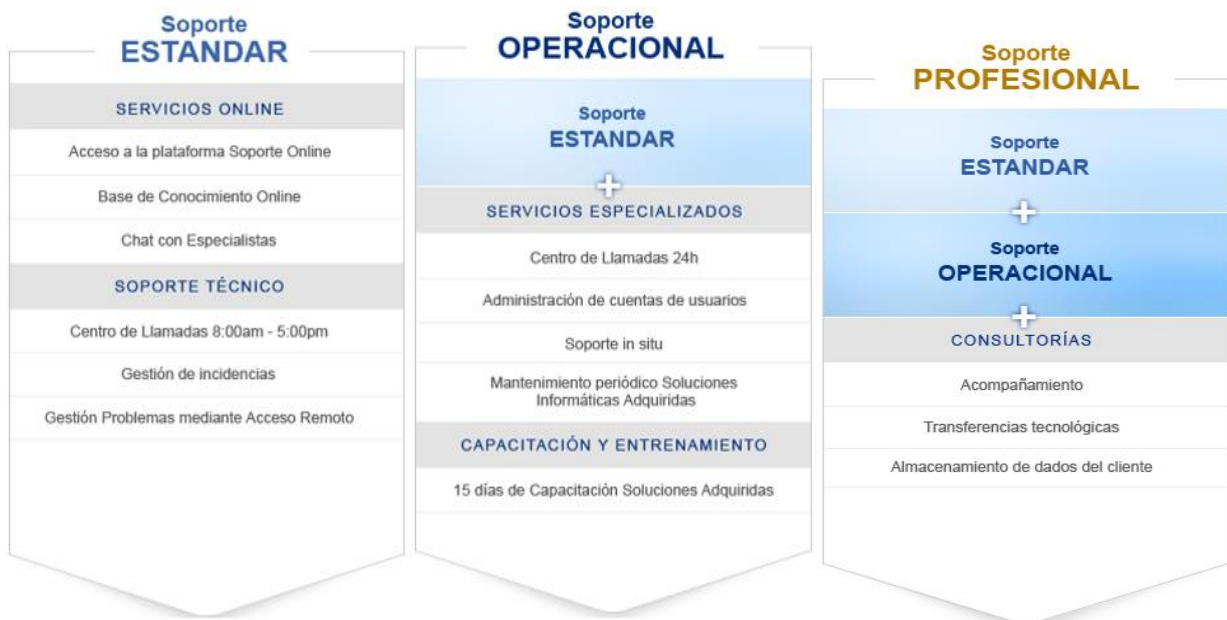 Soporte
ESTANDAR
SERVICIOS ONLINE
Acceso a la plataforma Soporte Online
Base de Conocimiento Online
Chat con Especialistas
SOPORTE TÉCNICO
Centro de Llamadas 8:00am - 5:00pm
Gestión de incidencias
Gestión Problemas mediante Acceso Remoto
Soporte
OPERACIONAL
Soporte
ESTANDAR
+
SERVICIOS ESPECIALIZADOS
Centro de Llamadas 24h
Administración de cuentas de usuarios
Soporte in situ
Mantenimiento periódico Soluciones
Informáticas Adquiridas
CAPACITACIÓN Y ENTRENAMIENTO
15 días de Capacitación Soluciones Adquiridas
Soporte
PROFESIONAL
Soporte
ESTANDAR
+
Soporte
OPERACIONAL
+
CONSULTORÍAS
Acompañamiento
Transferencias tecnológicas
Almacenamiento de dados del cliente